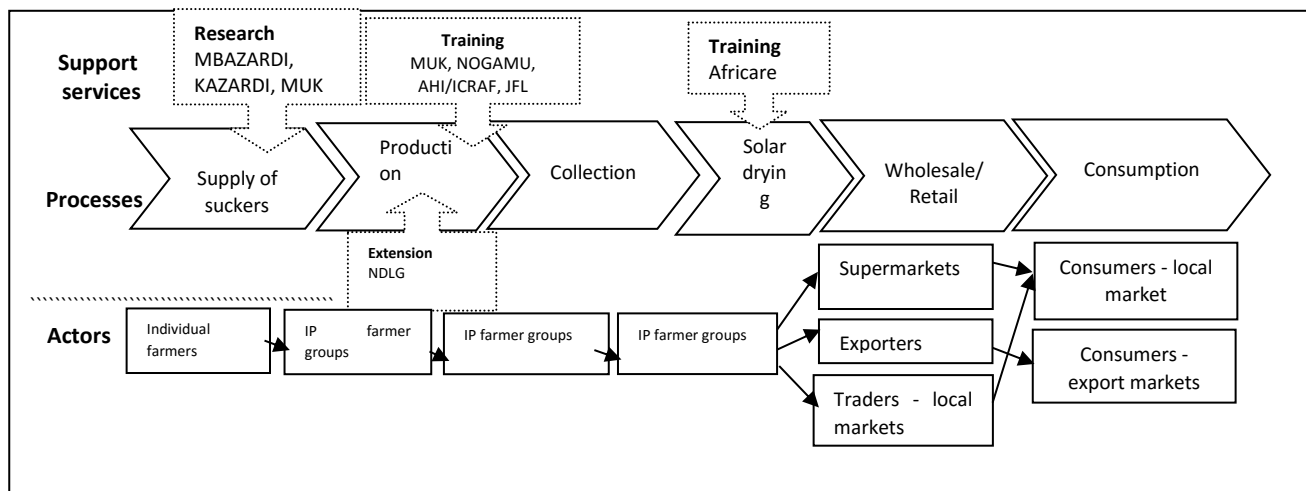 Support
services
Research
MBAZARDI,
KAZARDI, MUK
Training
MUK, NOGAMU,
AHI/ICRAF, JFL
Training
Africare
Processes
Supply of
suckers
Producti
on
Collection
Solar
dryin
g
Wholesale/
Retail
Consumption
Extension
NDLG
Actors
Individual
farmers
IP farmer
groups
IP farmer groups
IP farmer groups
Supermarkets
Exporters
Traders - local
markets
Consumers - local
market
Consumers -
export markets